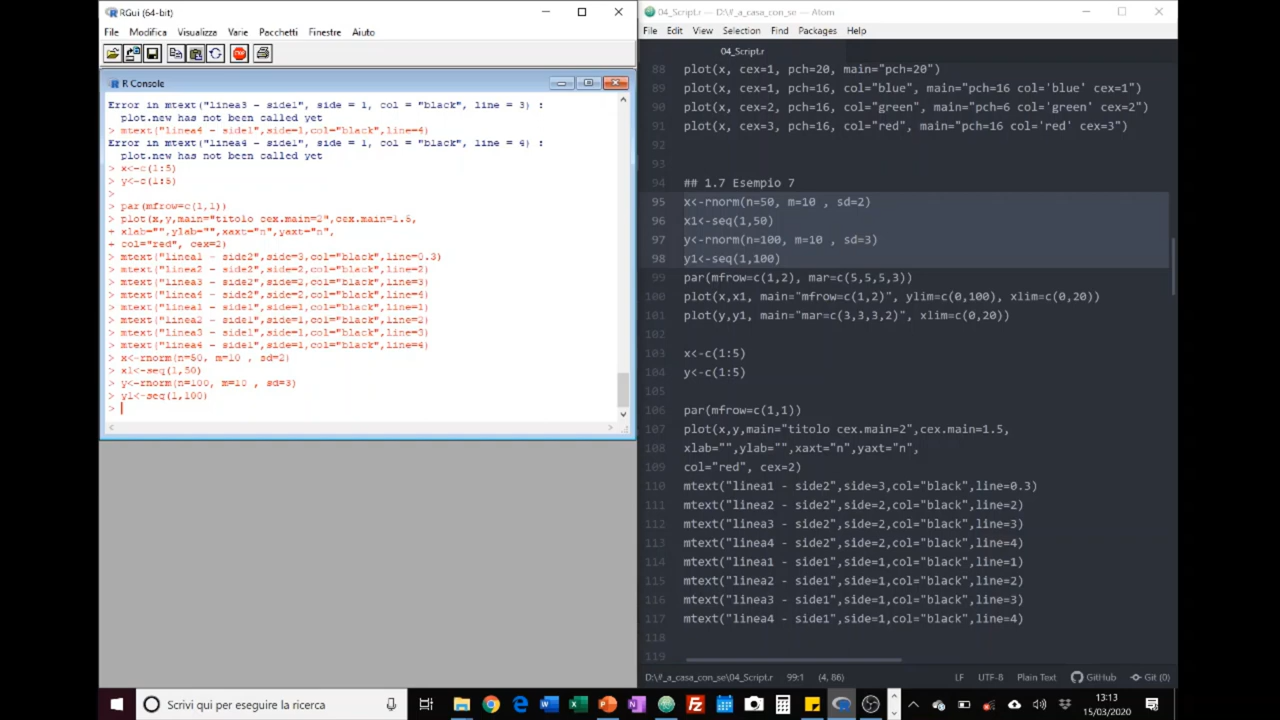 RGui (64-bit)
File Modifica Visualizza Varie Pacchetti Finestre Aiuto
R Console
Error in mtext("linea3 - side1", side = 1, col = "black", line = 3) :
plot.new has not been called yet
> mtext("linea4 - side1",side=1,col="black",line=4)
Error in mtext("linea4 - side1", side = 1, col = "black", line = 4) :
plot.new has not been called yet
> x<-c(1:5)
> y<-c(1:5)
>
> par(mfrow=c(1,1))
> plot(x,y,main="titolo cex.main=2",cex.main=1.5,
+ xlab="",ylab="",xaxt="n",yaxt="n",
+ col="red", cex=2)
> mtext("linea1 - side2",side=3,col="black",line=0.3)
> mtext("linea2 - side2",side=2,col="black",line=2)
> mtext("linea3 - side2",side=2,col="black",line=3)
> mtext("linea4 - side2",side=2,col="black",line=4)
> mtext("linea1 - side1",side=1,col="black",line=1)
> mtext("linea2 - side1",side=1,col="black",line=2)
> mtext("linea3 - side1",side=1,col="black",line=3)
> mtext("linea4 - side1",side=1,col="black",line=4)
> x<-rnorm(n=50, m=10 , sd=2)
> x1<-seq(1,50)
> y<-rnorm(n=100, m=10 , sd=3)
> y1<-seq(1,100)
>
04_Script.r — D:\#_a_casa_con_se — Atom
File Edit View Selection Find Packages Help
04_Script.r
88 plot(x, cex=1, pch=20, main="pch=20")
89 plot(x, cex=1, pch=16, col="blue", main="pch=16 col='blue' cex=1")
90 plot(x, cex=2, pch=16, col="green", main="pch=6 col='green' cex=2")
91 plot(x, cex=3, pch=16, col="red", main="pch=16 col='red' cex=3")
92
93
94 ## 1.7 Esempio 7
95 x<-rnorm(n=50, m=10 , sd=2)
96 x1<-seq(1,50)
97 y<-rnorm(n=100, m=10 , sd=3)
98 y1<-seq(1,100)
99 par(mfrow=c(1,2), mar=c(5,5,5,3))
100 plot(x,x1, main="mfrow=c(1,2)", ylim=c(0,100), xlim=c(0,20))
101 plot(y,y1, main="mar=c(3,3,3,2)", xlim=c(0,20))
102
103 x<-c(1:5)
104 y<-c(1:5)
105
106 par(mfrow=c(1,1))
107 plot(x,y,main="titolo cex.main=2",cex.main=1.5,
108 xlab="",ylab="",xaxt="n",yaxt="n",
109 col="red", cex=2)
110 mtext("linea1 - side2",side=3,col="black",line=0.3)
111 mtext("linea2 - side2",side=2,col="black",line=2)
112 mtext("linea3 - side2",side=2,col="black",line=3)
113 mtext("linea4 - side2",side=2,col="black",line=4)
114 mtext("linea1 - side1",side=1,col="black",line=1)
115 mtext("linea2 - side1",side=1,col="black",line=2)
116 mtext("linea3 - side1",side=1,col="black",line=3)
117 mtext("linea4 - side1",side=1,col="black",line=4)
118
119
D:\#_a_casa_con_se\04_Script.r 99:1 (4, 86) LF UTF-8 Plain Text GitHub Git (0)
Scrivi qui per eseguire la ricerca
13:13
15/03/2020